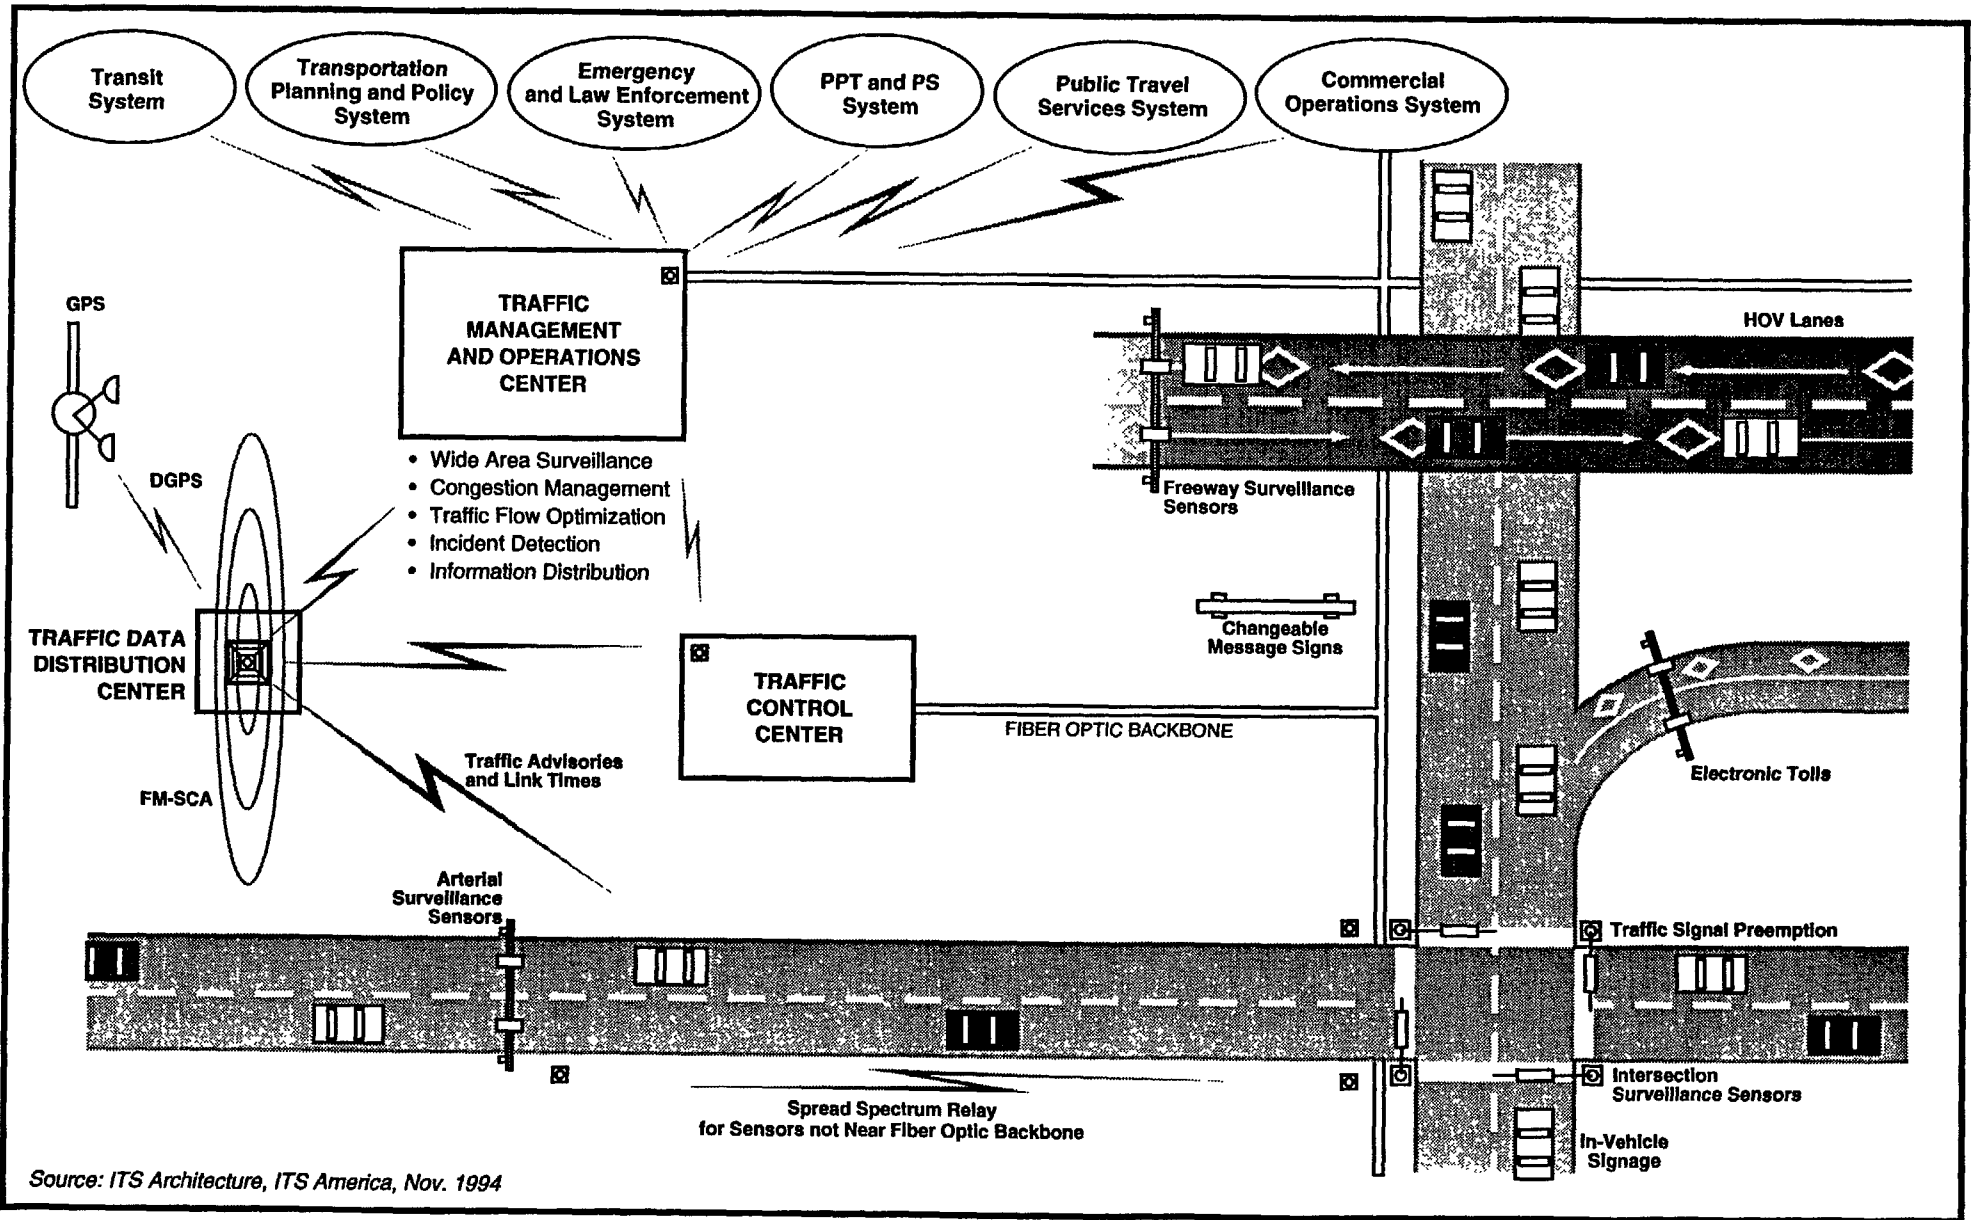 Transit
System
Transportation
Planning and Policy
System
Emergency
and Law Enforcement
System
PPT and PS
System
Public Travel
Services System
Commercial
Operations System
GPS
TRAFFIC
MANAGEMENT
AND OPERATIONS
CENTER
HOV Lanes
• Wide Area Surveillance
• Congestion Management
• Traffic Flow Optimization
• Incident Detection
• Information Distribution
DGPS
Freeway Surveillance
Sensors
TRAFFIC DATA
DISTRIBUTION
CENTER
Changeable
Message Signs
TRAFFIC
CONTROL
CENTER
FIBER OPTIC BACKBONE
Electronic Tolls
Traffic Advisories
and Link Times
FM-SCA
Arterial
Surveillance
Sensors
Traffic Signal Preemption
Intersection
Surveillance Sensors
Spread Spectrum Relay
for Sensors not Near Fiber Optic Backbone
In-Vehicle
Signage
Source: ITS Architecture, ITS America, Nov. 1994